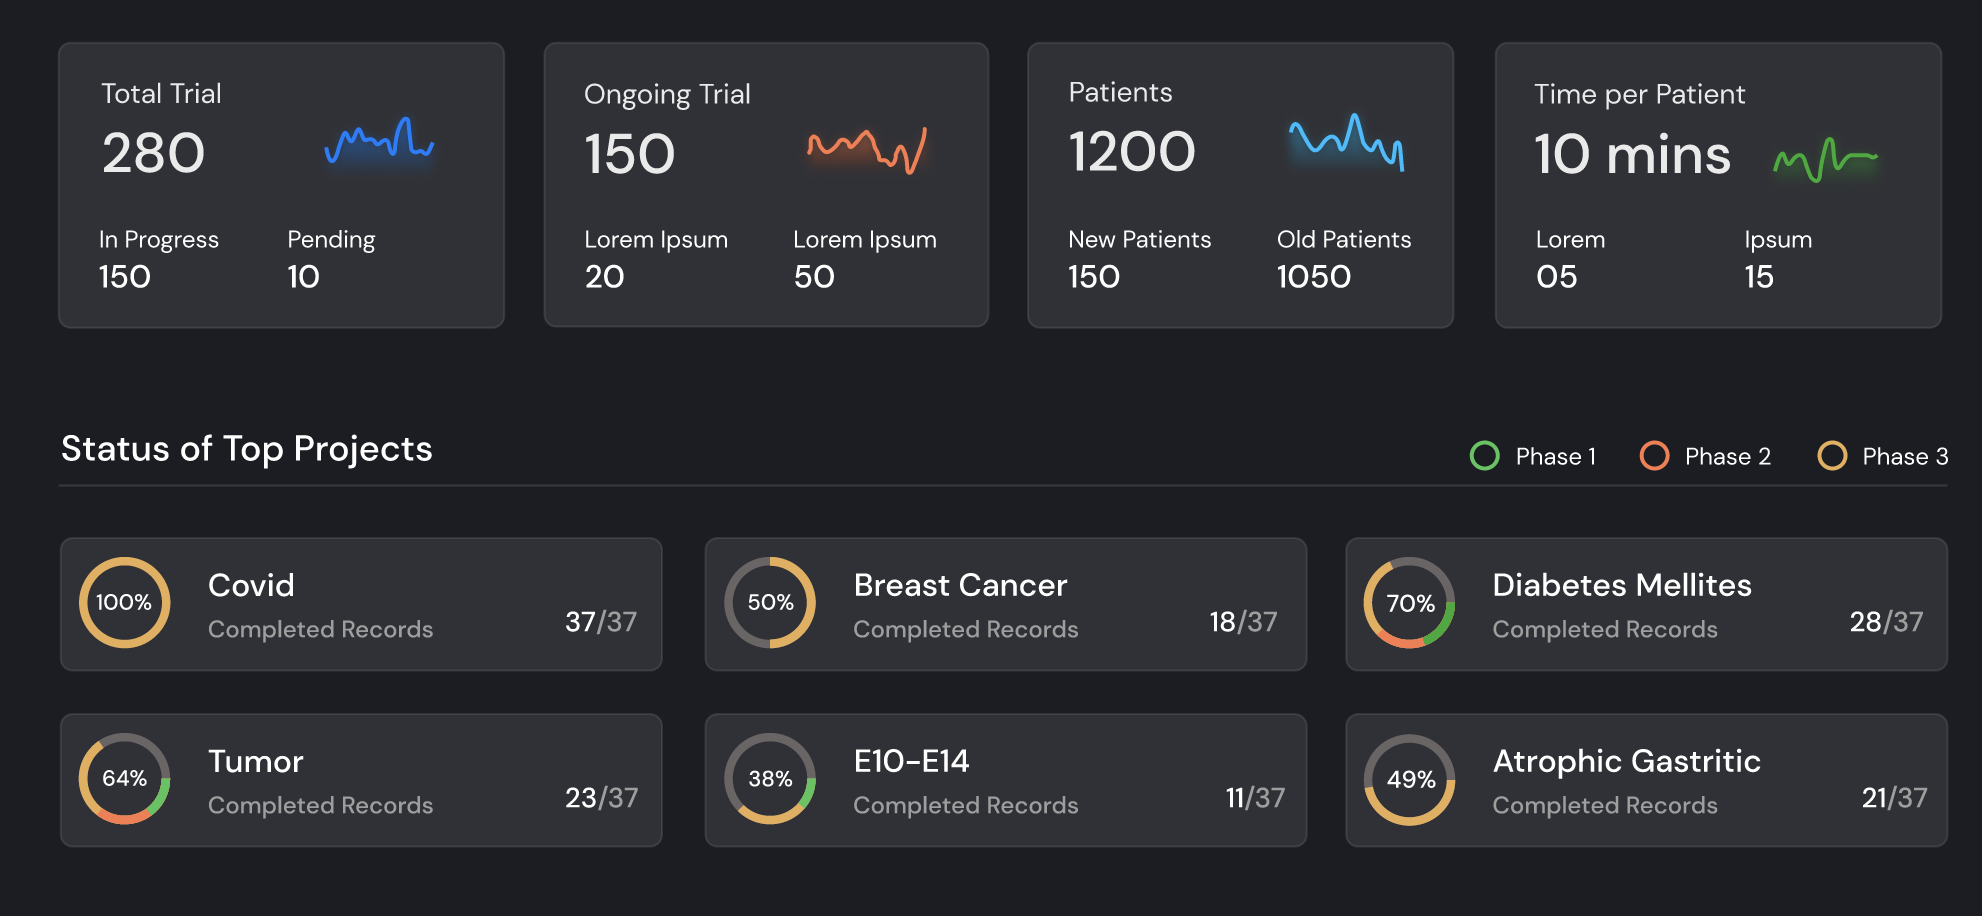 Total Trial
280
In Progress
150
Pending
10
Ongoing Trial
150
Lorem Ipsum
20
Lorem Ipsum
50
Patients
1200
New Patients
150
Old Patients
1050
Time per Patient
10 mins
Lorem
05
Ipsum
15
Status of Top Projects
Phase 1
Phase 2
Phase 3
100%
Covid
Completed Records
37/37
50%
Breast Cancer
Completed Records
18/37
70%
Diabetes Mellites
Completed Records
28/37
64%
Tumor
Completed Records
23/37
38%
E10-E14
Completed Records
11/37
49%
Atrophic Gastritic
Completed Records
21/37